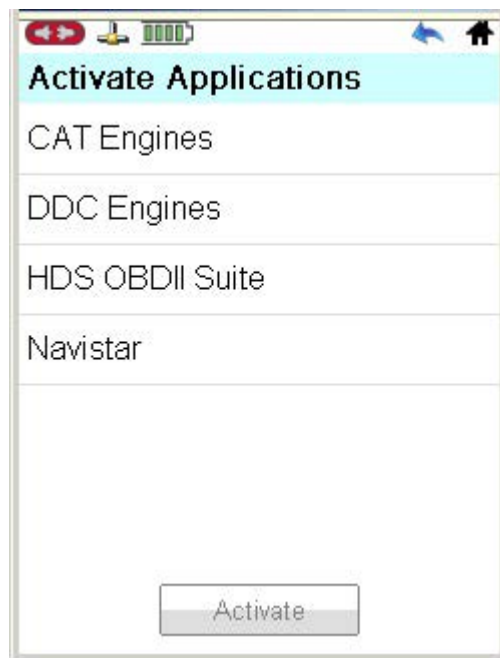 Activate Applications
CAT Engines
DDC Engines
HDS OBDII Suite
Navistar
Activate